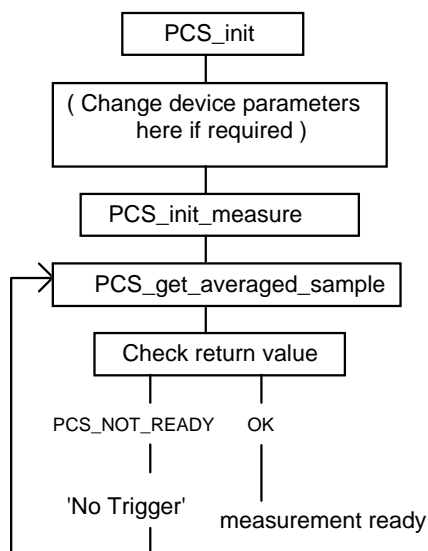 PCS_init
( Change device parameters
here if required )
PCS_init_measure
PCS_get_averaged_sample
Check return value
PCS_NOT_READY OK
'No Trigger'
measurement ready